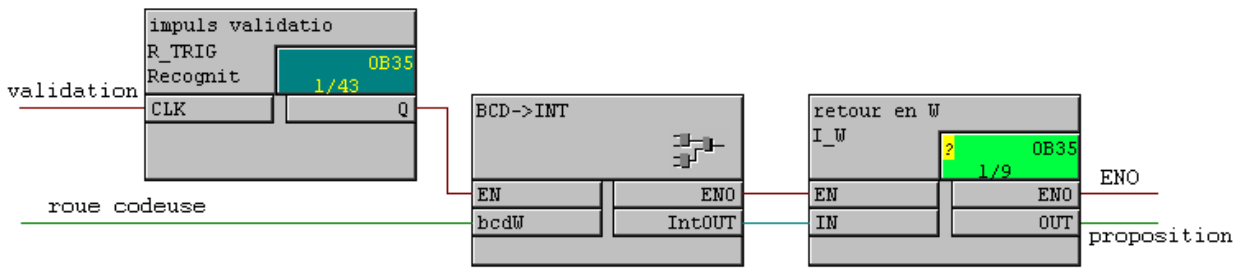 impuls validatio
R_TRIG
Recognit
OB35
1/43
validation
CLK Q
BCD->INT
retour en W
I_W
? OB35
1/9
EN ENO
EN ENO
ENO
roue codeuse
bcdW IntOUT
IN OUT
proposition